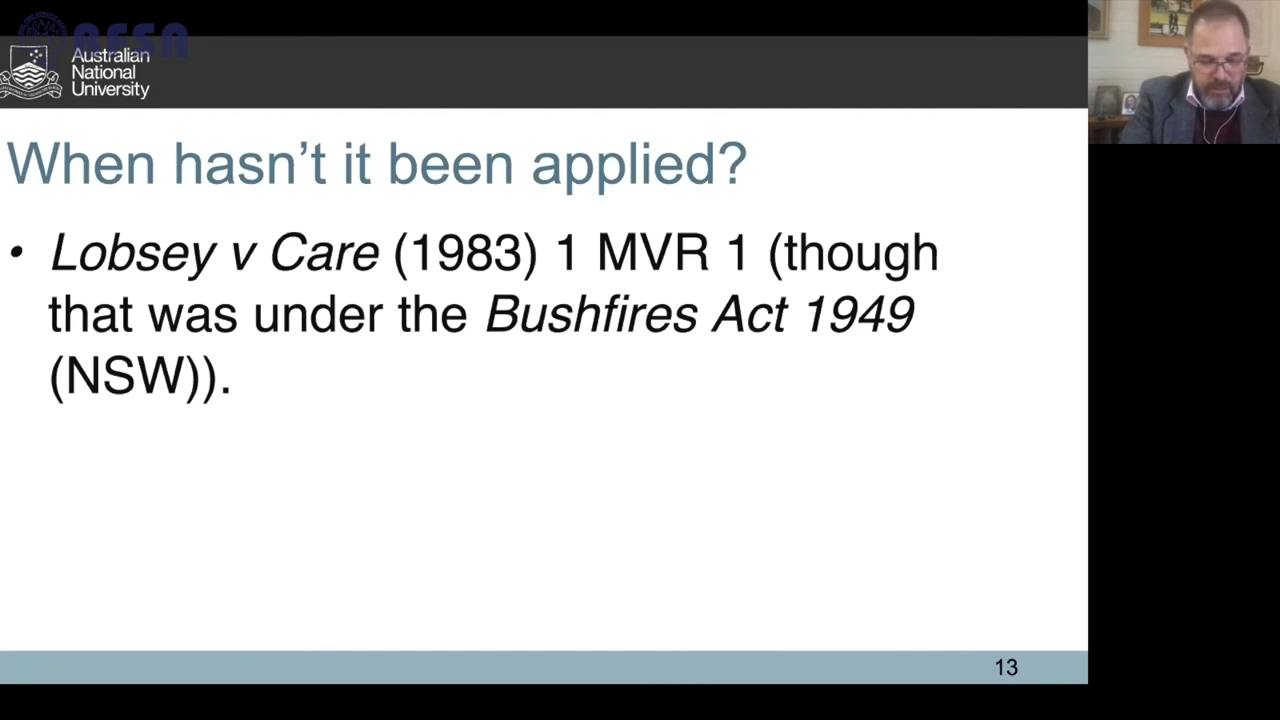 AFSA
Australian
National
University
When hasn't it been applied?
• Lobsey v Care (1983) 1 MVR 1 (though
that was under the Bushfires Act 1949
(NSW)).
13